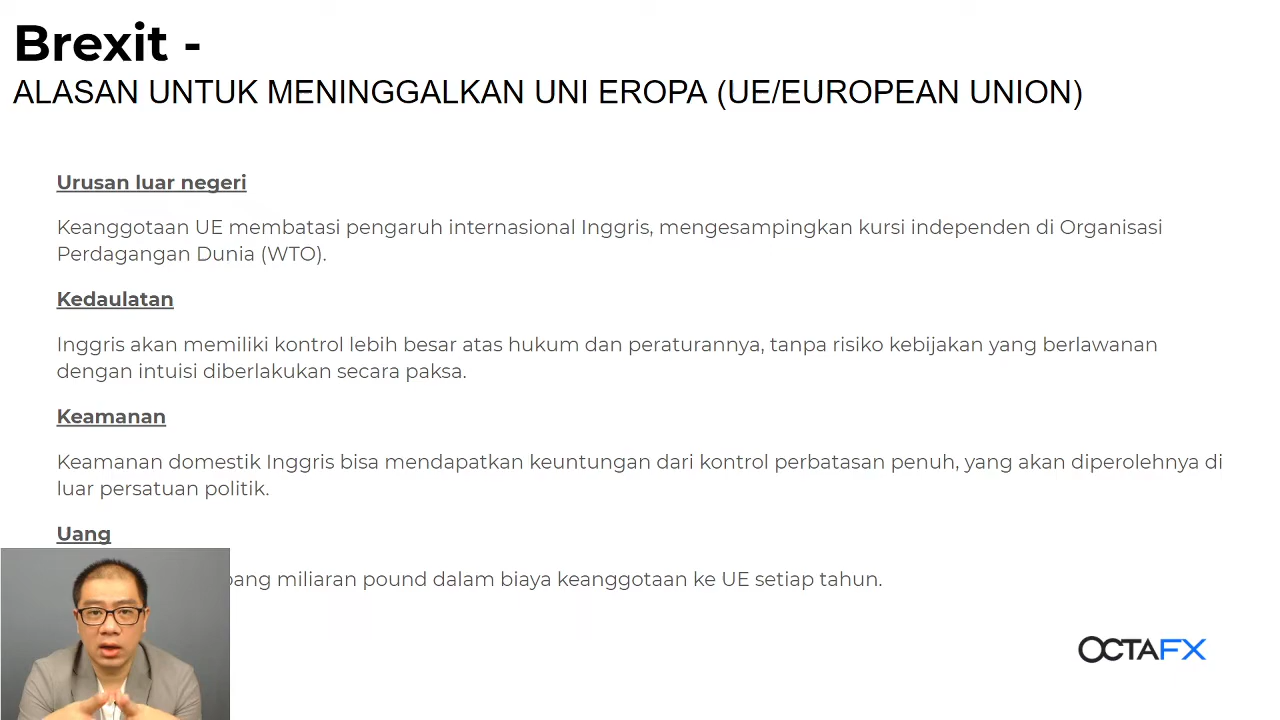 Brexit -
ALASAN UNTUK MENINGGALKAN UNI EROPA (UE/EUROPEAN UNION)
Urusan luar negeri
Keanggotaan UE membatasi pengaruh internasional Inggris, mengesampingkan kursi independen di Organisasi
Perdagangan Dunia (WTO).
Kedaulatan
Inggris akan memiliki kontrol lebih besar atas hukum dan peraturannya, tanpa risiko kebijakan yang berlawanan
dengan intuisi diberlakukan secara paksa.
Keamanan
Keamanan domestik Inggris bisa mendapatkan keuntungan dari kontrol perbatasan penuh, yang akan diperolehnya di
luar persatuan politik.
Uang
miliaran pound dalam biaya keanggotaan ke UE setiap tahun.
OCTAFX